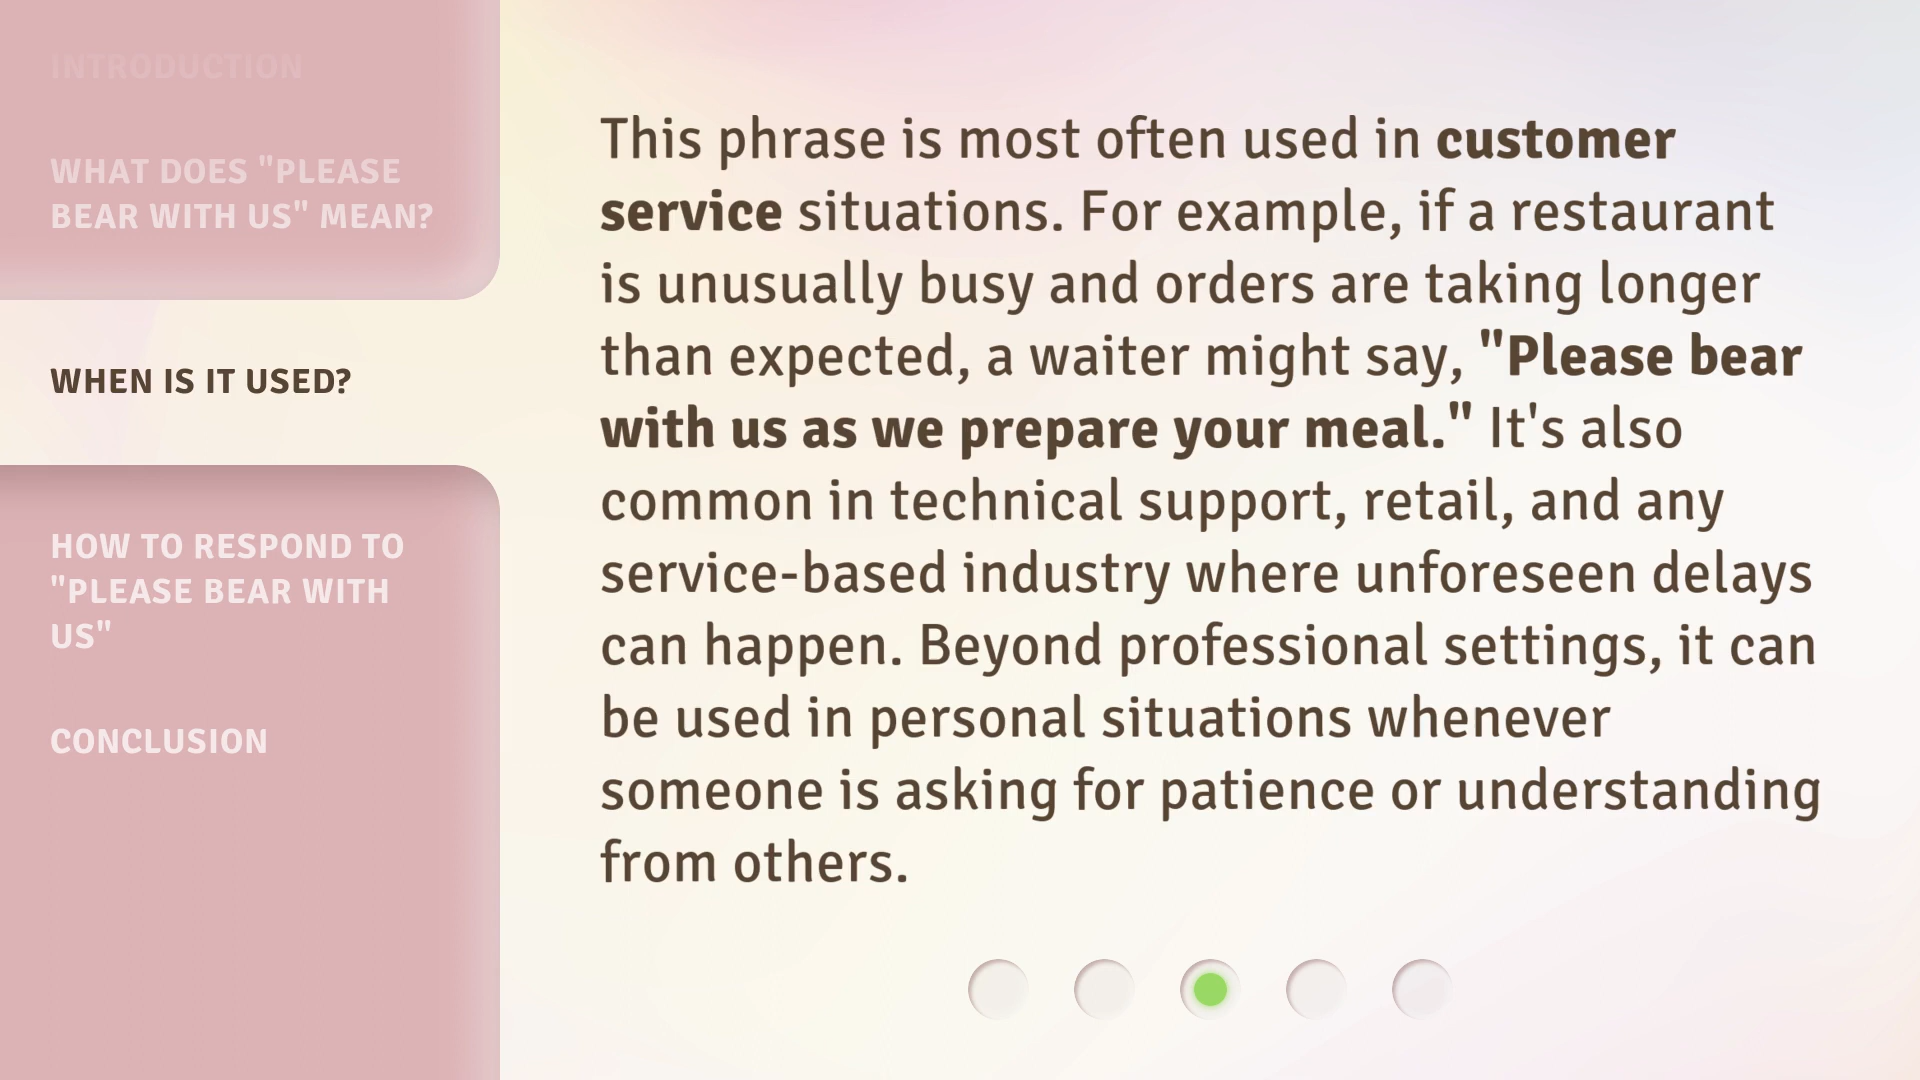 INTRODUCTION
WHAT DOES "PLEASE
BEAR WITH US" MEAN?
WHEN IS IT USED?
HOW TO RESPOND TO
"PLEASE BEAR WITH
US"
CONCLUSION
This phrase is most often used in customer
service situations. For example, if a restaurant
is unusually busy and orders are taking longer
than expected, a waiter might say, "Please bear
with us as we prepare your meal." It's also
common in technical support, retail, and any
service-based industry where unforeseen delays
can happen. Beyond professional settings, it can
be used in personal situations whenever
someone is asking for patience or understanding
from others.